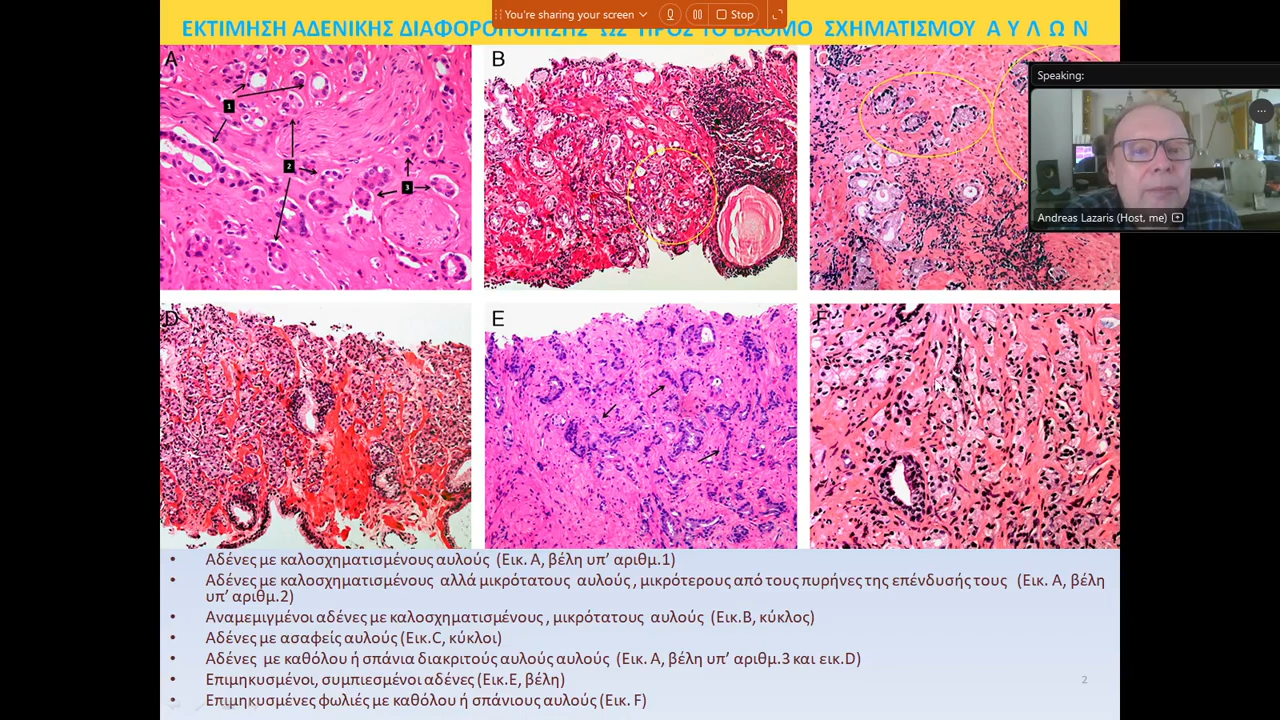 You're sharing your screen
Stop
ΕΚΤΙΜΗΣΗ ΑΔΕΝΙΚΗΣ ΔΙΑΦΟΡΟΠΟΙΗΣΗΣ ΩΣ ΠΡΟΣ ΤΟ ΒΑΘΜΟ ΣΧΗΜΑΤΙΣΜΟΥ Α Υ Λ Ω Ν
A
B
C
1
2
3
Speaking:
Andreas Lazaris (Host, me)
D
E
F
• Αδένες με καλοσχηματισμένους αυλούς (Εικ. Α, βέλη υπ’ αριθμ.1)
• Αδένες με καλοσχηματισμένους αλλά μικρότατους αυλούς , μικρότερους από τους πυρήνες της επένδυσής τους (Εικ. Α, βέλη
υπ’ αριθμ.2)
• Αναμεμιγμένοι αδένες με καλοσχηματισμένους , μικρότατους αυλούς (Εικ.Β, κύκλος)
• Αδένες με ασαφείς αυλούς (Εικ.C, κύκλοι)
• Αδένες με καθόλου ή σπάνια διακριτούς αυλούς αυλούς (Εικ. Α, βέλη υπ’ αριθμ.3 και εικ.D)
• Επιμηκυσμένοι, συμπιεσμένοι αδένες (Εικ.Ε, βέλη)
• Επιμηκυσμένες φωλιές με καθόλου ή σπάνιους αυλούς (Εικ. F)
2